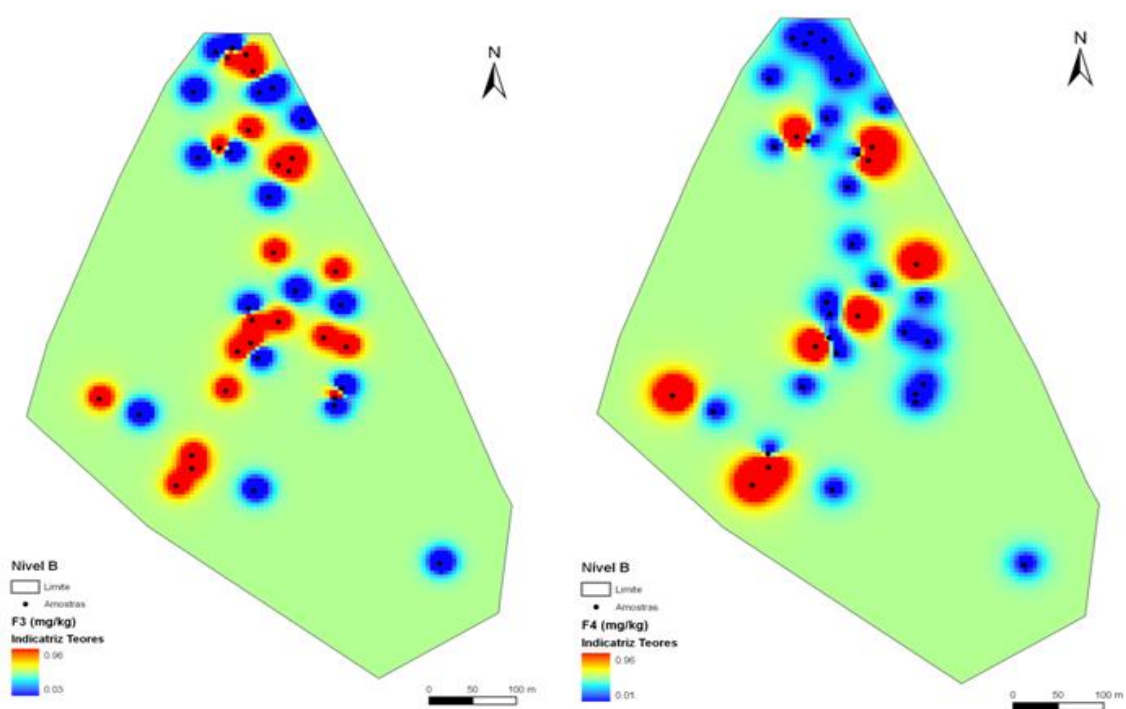 N
Nível B
Limite
Amostras
F3 (mg/kg)
Indicatriz Teores
0.96
0.03
0 50 100 m
N
Nível B
Limite
Amostras
F4 (mg/kg)
Indicatriz Teores
0.96
0.01
0 50 100 m